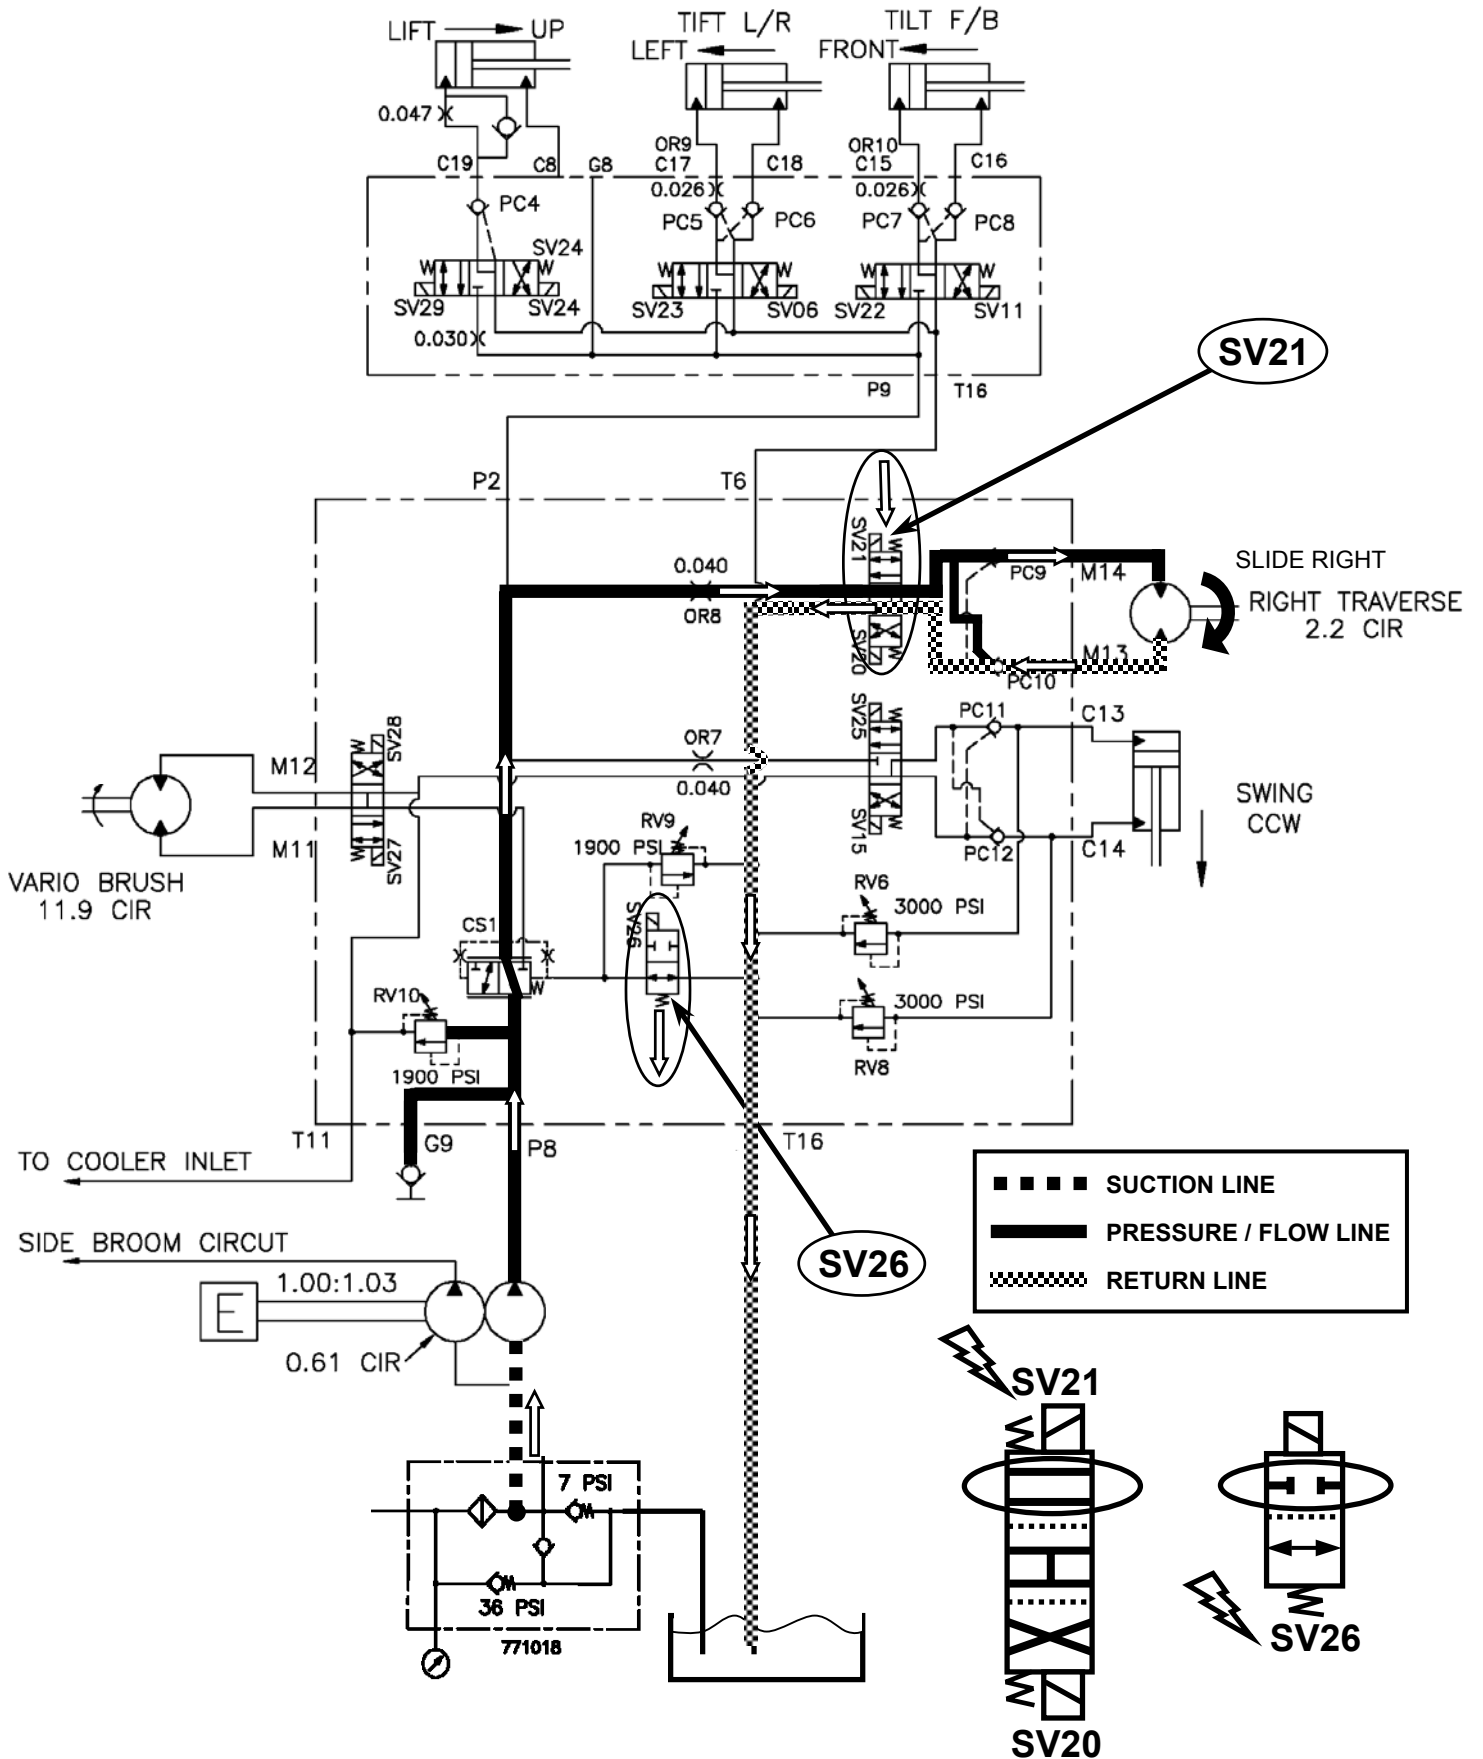 LIFT UP
TIFT L/R
LEFT
TILT F/B
FRONT
0.047
C19
C8
G8
OR9
C17
C18
OR10
C15
C16
0.026
0.026
PC4
PC5
PC6
PC7
PC8
SV24
SV29
SV24
SV23
SV06
SV22
SV11
0.030
P9
T16
SV21
P2
T6
SV21
0.040
OR8
SV20
PC9
M14
SLIDE RIGHT
RIGHT TRAVERSE
2.2 CIR
M13
PC10
SV28
M12
M11
SV27
VARIO BRUSH
11.9 CIR
OR7
0.040
SV25
SV15
PC11
C13
PC12
C14
SWING
CCW
RV9
1900 PSI
SV26
RV6
3000 PSI
CS1
RV10
1900 PSI
3000 PSI
RV8
T11
G9
P8
T16
TO COOLER INLET
SIDE BROOM CIRCUT
1.00:1.03
E
0.61 CIR
SV26
SUCTION LINE
PRESSURE / FLOW LINE
RETURN LINE
7 PSI
36 PSI
771018
SV21
SV20
SV26